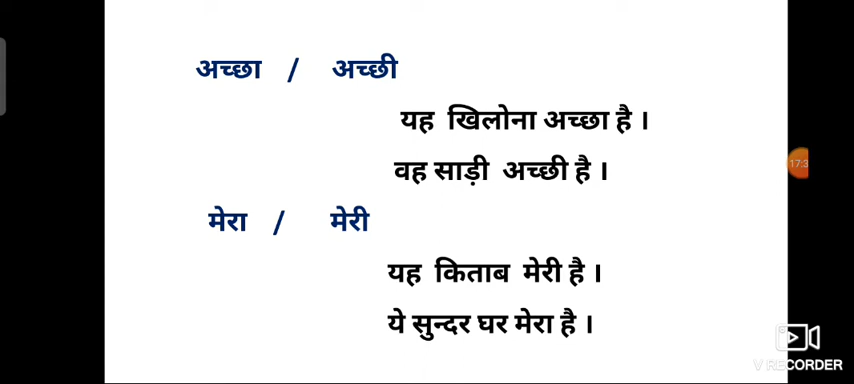 अच्छा / अच्छी
यह खिलोना अच्छा है ।
वह साड़ी अच्छी है ।
मेरा / मेरी
यह किताब मेरी है ।
ये सुन्दर घर मेरा है ।
V RECORDER